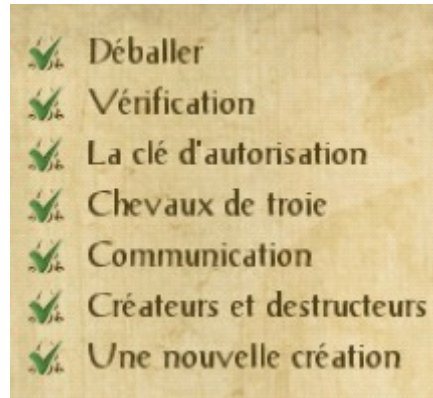 Déballer
Vérification
La clé d'autorisation
Chevaux de troie
Communication
Créateurs et destructeurs
Une nouvelle création